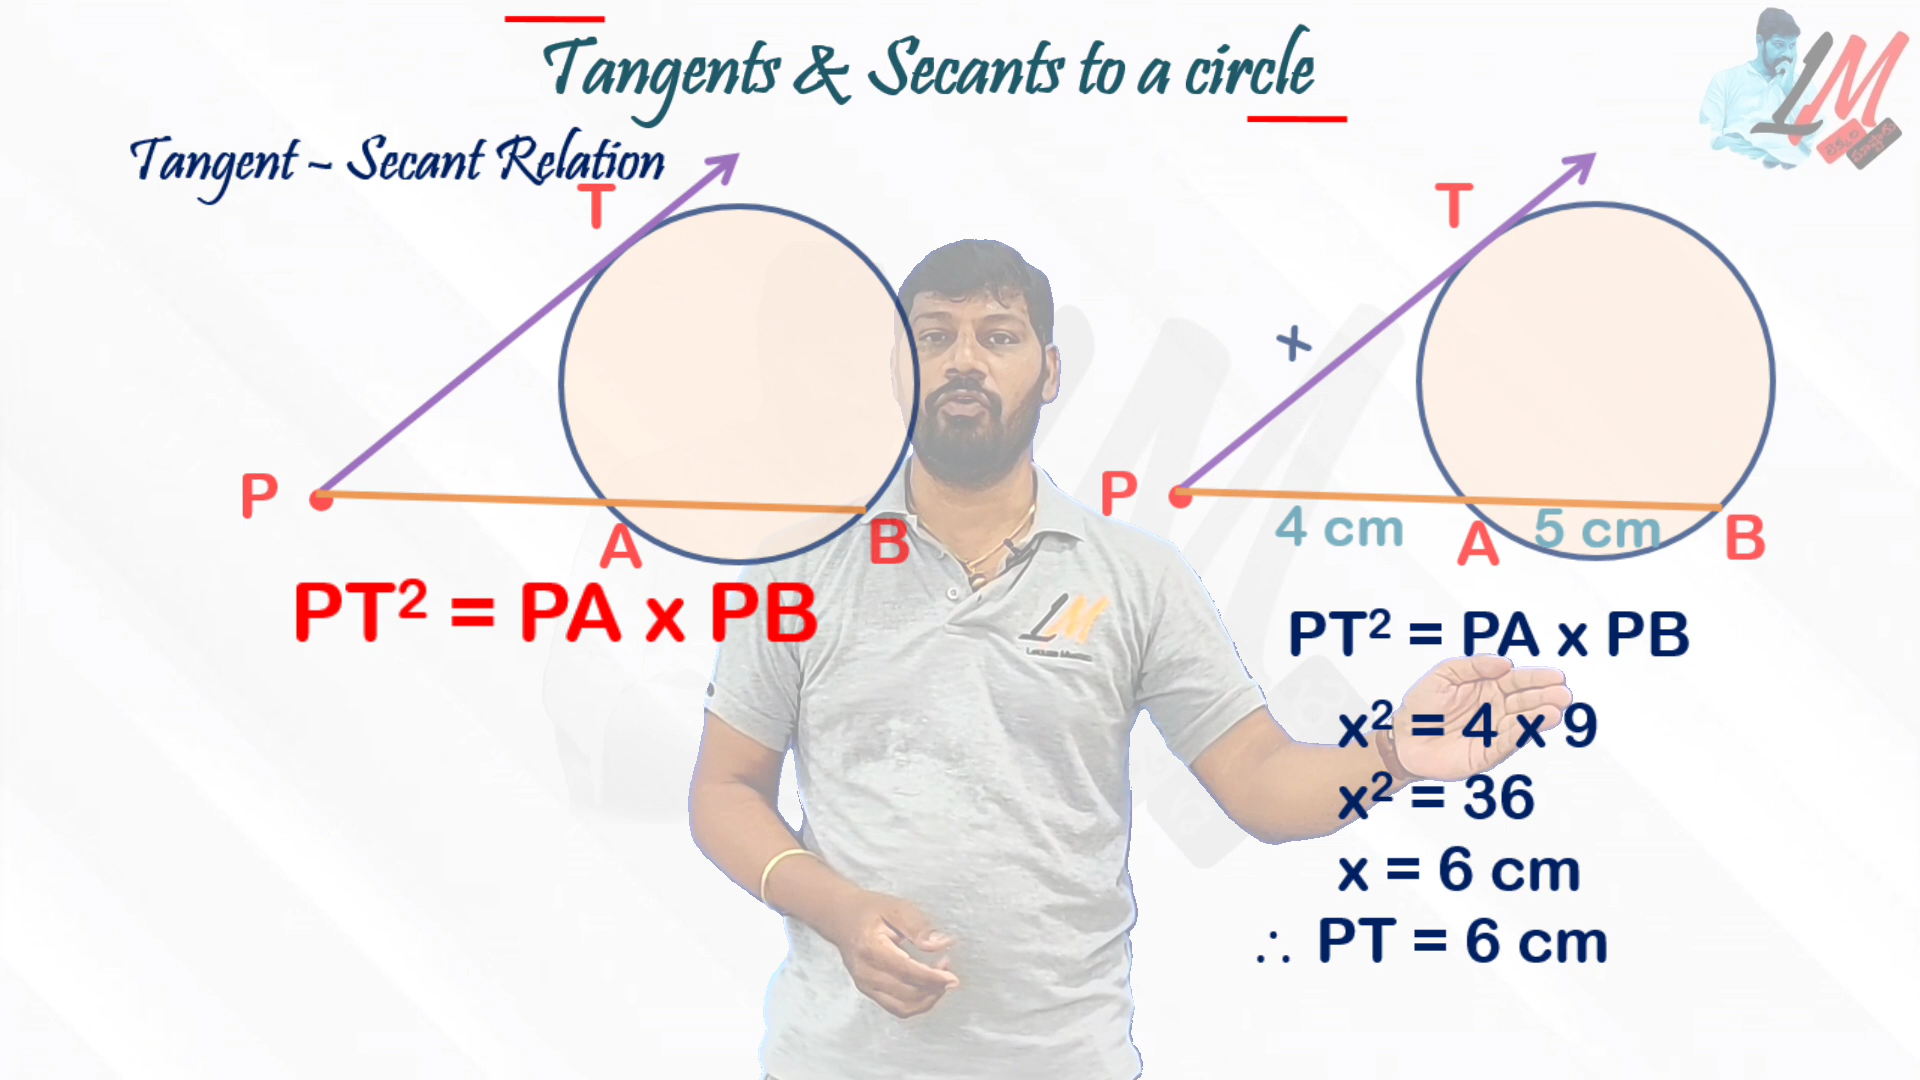 Tangents & Secants to a circle
Tangent – Secant Relation
LM
T
P
A
B
PT² = PA x PB
T
x
P
4 cm
A
5 cm
B
PT² = PA x PB
x² = 4 x 9
x² = 36
x = 6 cm
∴ PT = 6 cm
LM